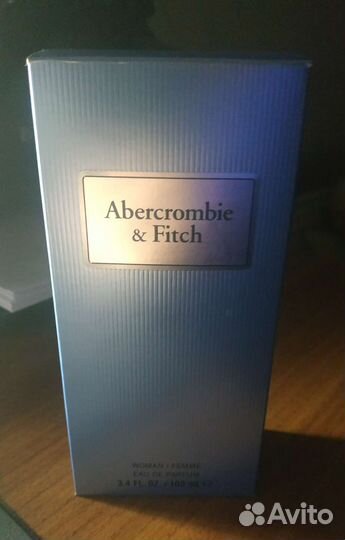 Abercrombie
& Fitch
WOMAN / FEMME
EAU DE PARFUM
3.4 FL. OZ. / 100 ML
Avito